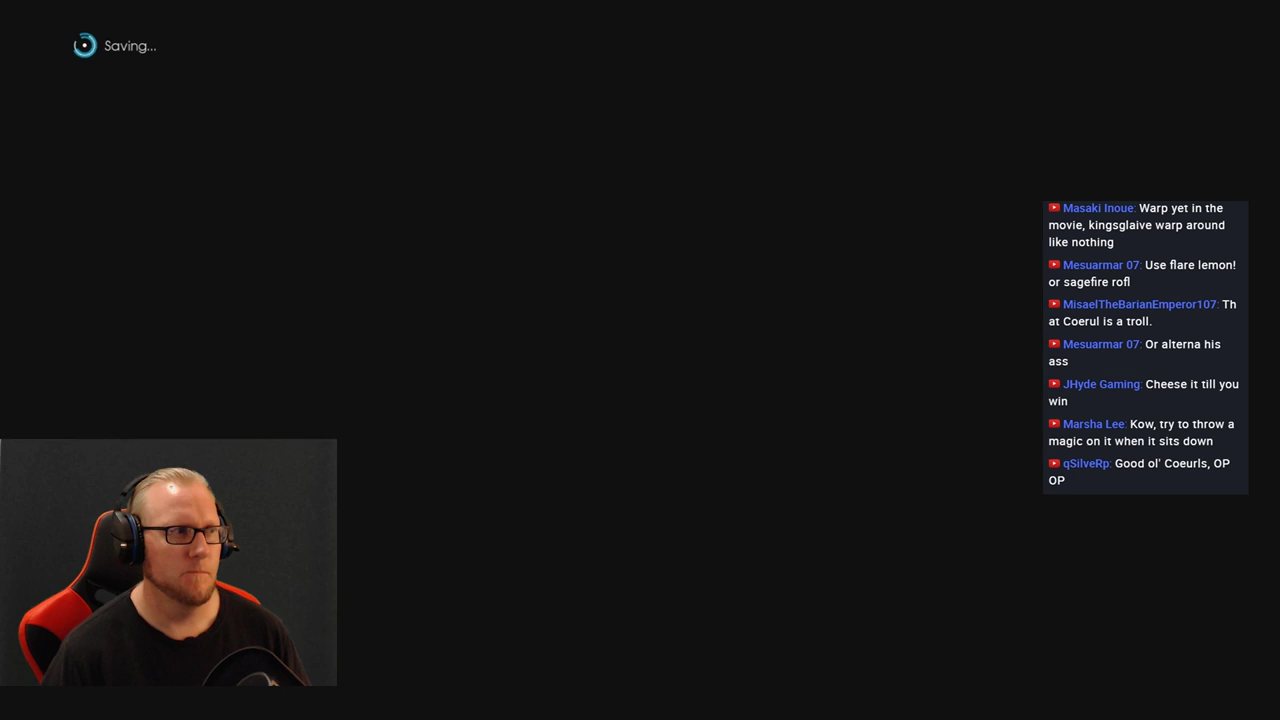 Saving...
Masaki Inoue: Warp yet in the
movie, kingsglaive warp around
like nothing
Mesuarmar 07: Use flare lemon!
or sagefire rofl
MisaelTheBarianEmperor107: Th
at Coerul is a troll.
Mesuarmar 07: Or alterna his
ass
JHyde Gaming: Cheese it till you
win
Marsha Lee: Kow, try to throw a
magic on it when it sits down
qSilveRp: Good ol' Coeurls, OP
OP